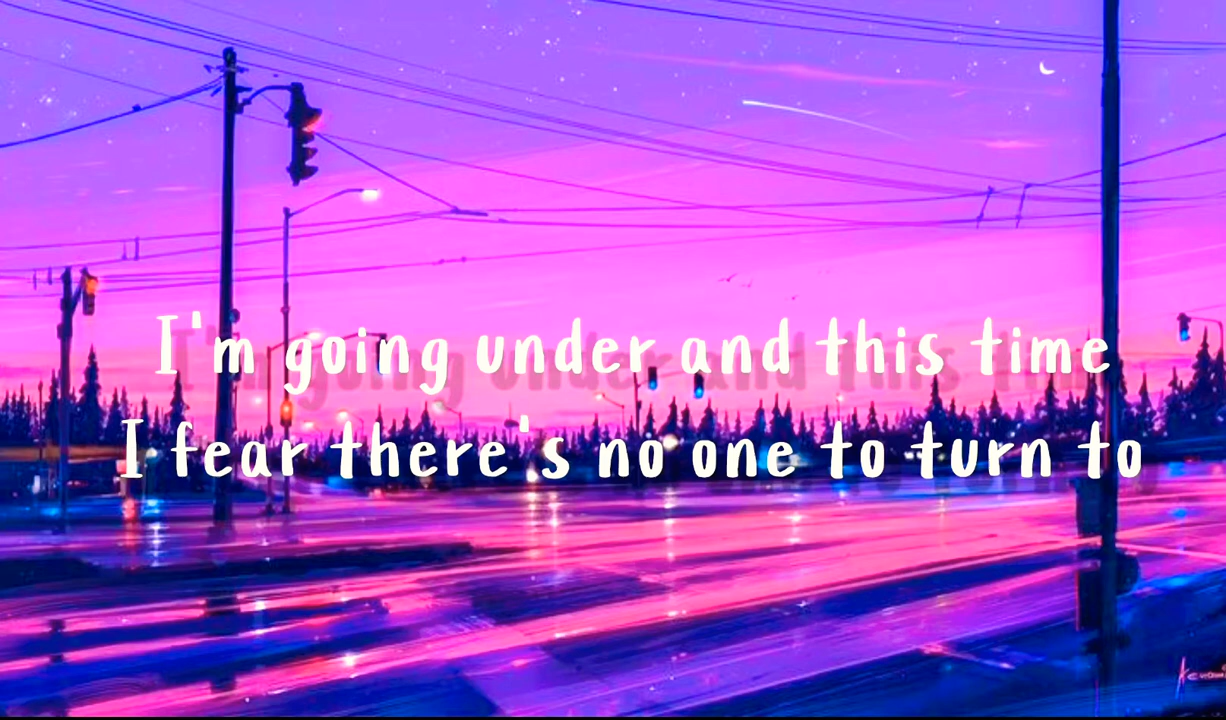 I'm going under and this time
I fear there's no one to turn to